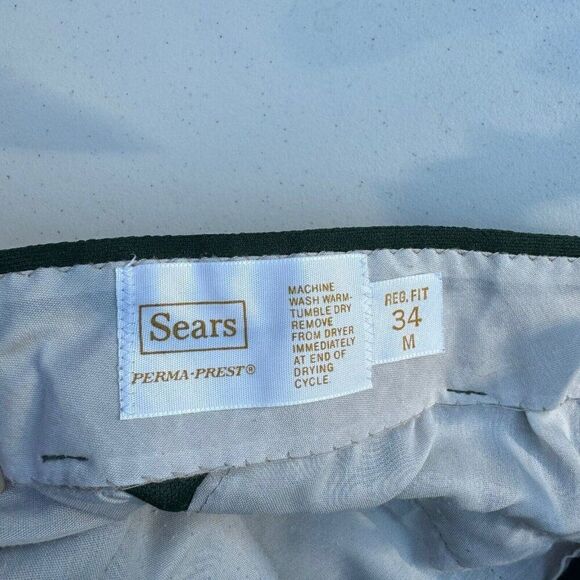 Sears
PERMA-PREST®
MACHINE
WASH WARM-
TUMBLE DRY
REMOVE
FROM DRYER
IMMEDIATELY
AT END OF
DRYING
CYCLE.
REG. FIT
34
M